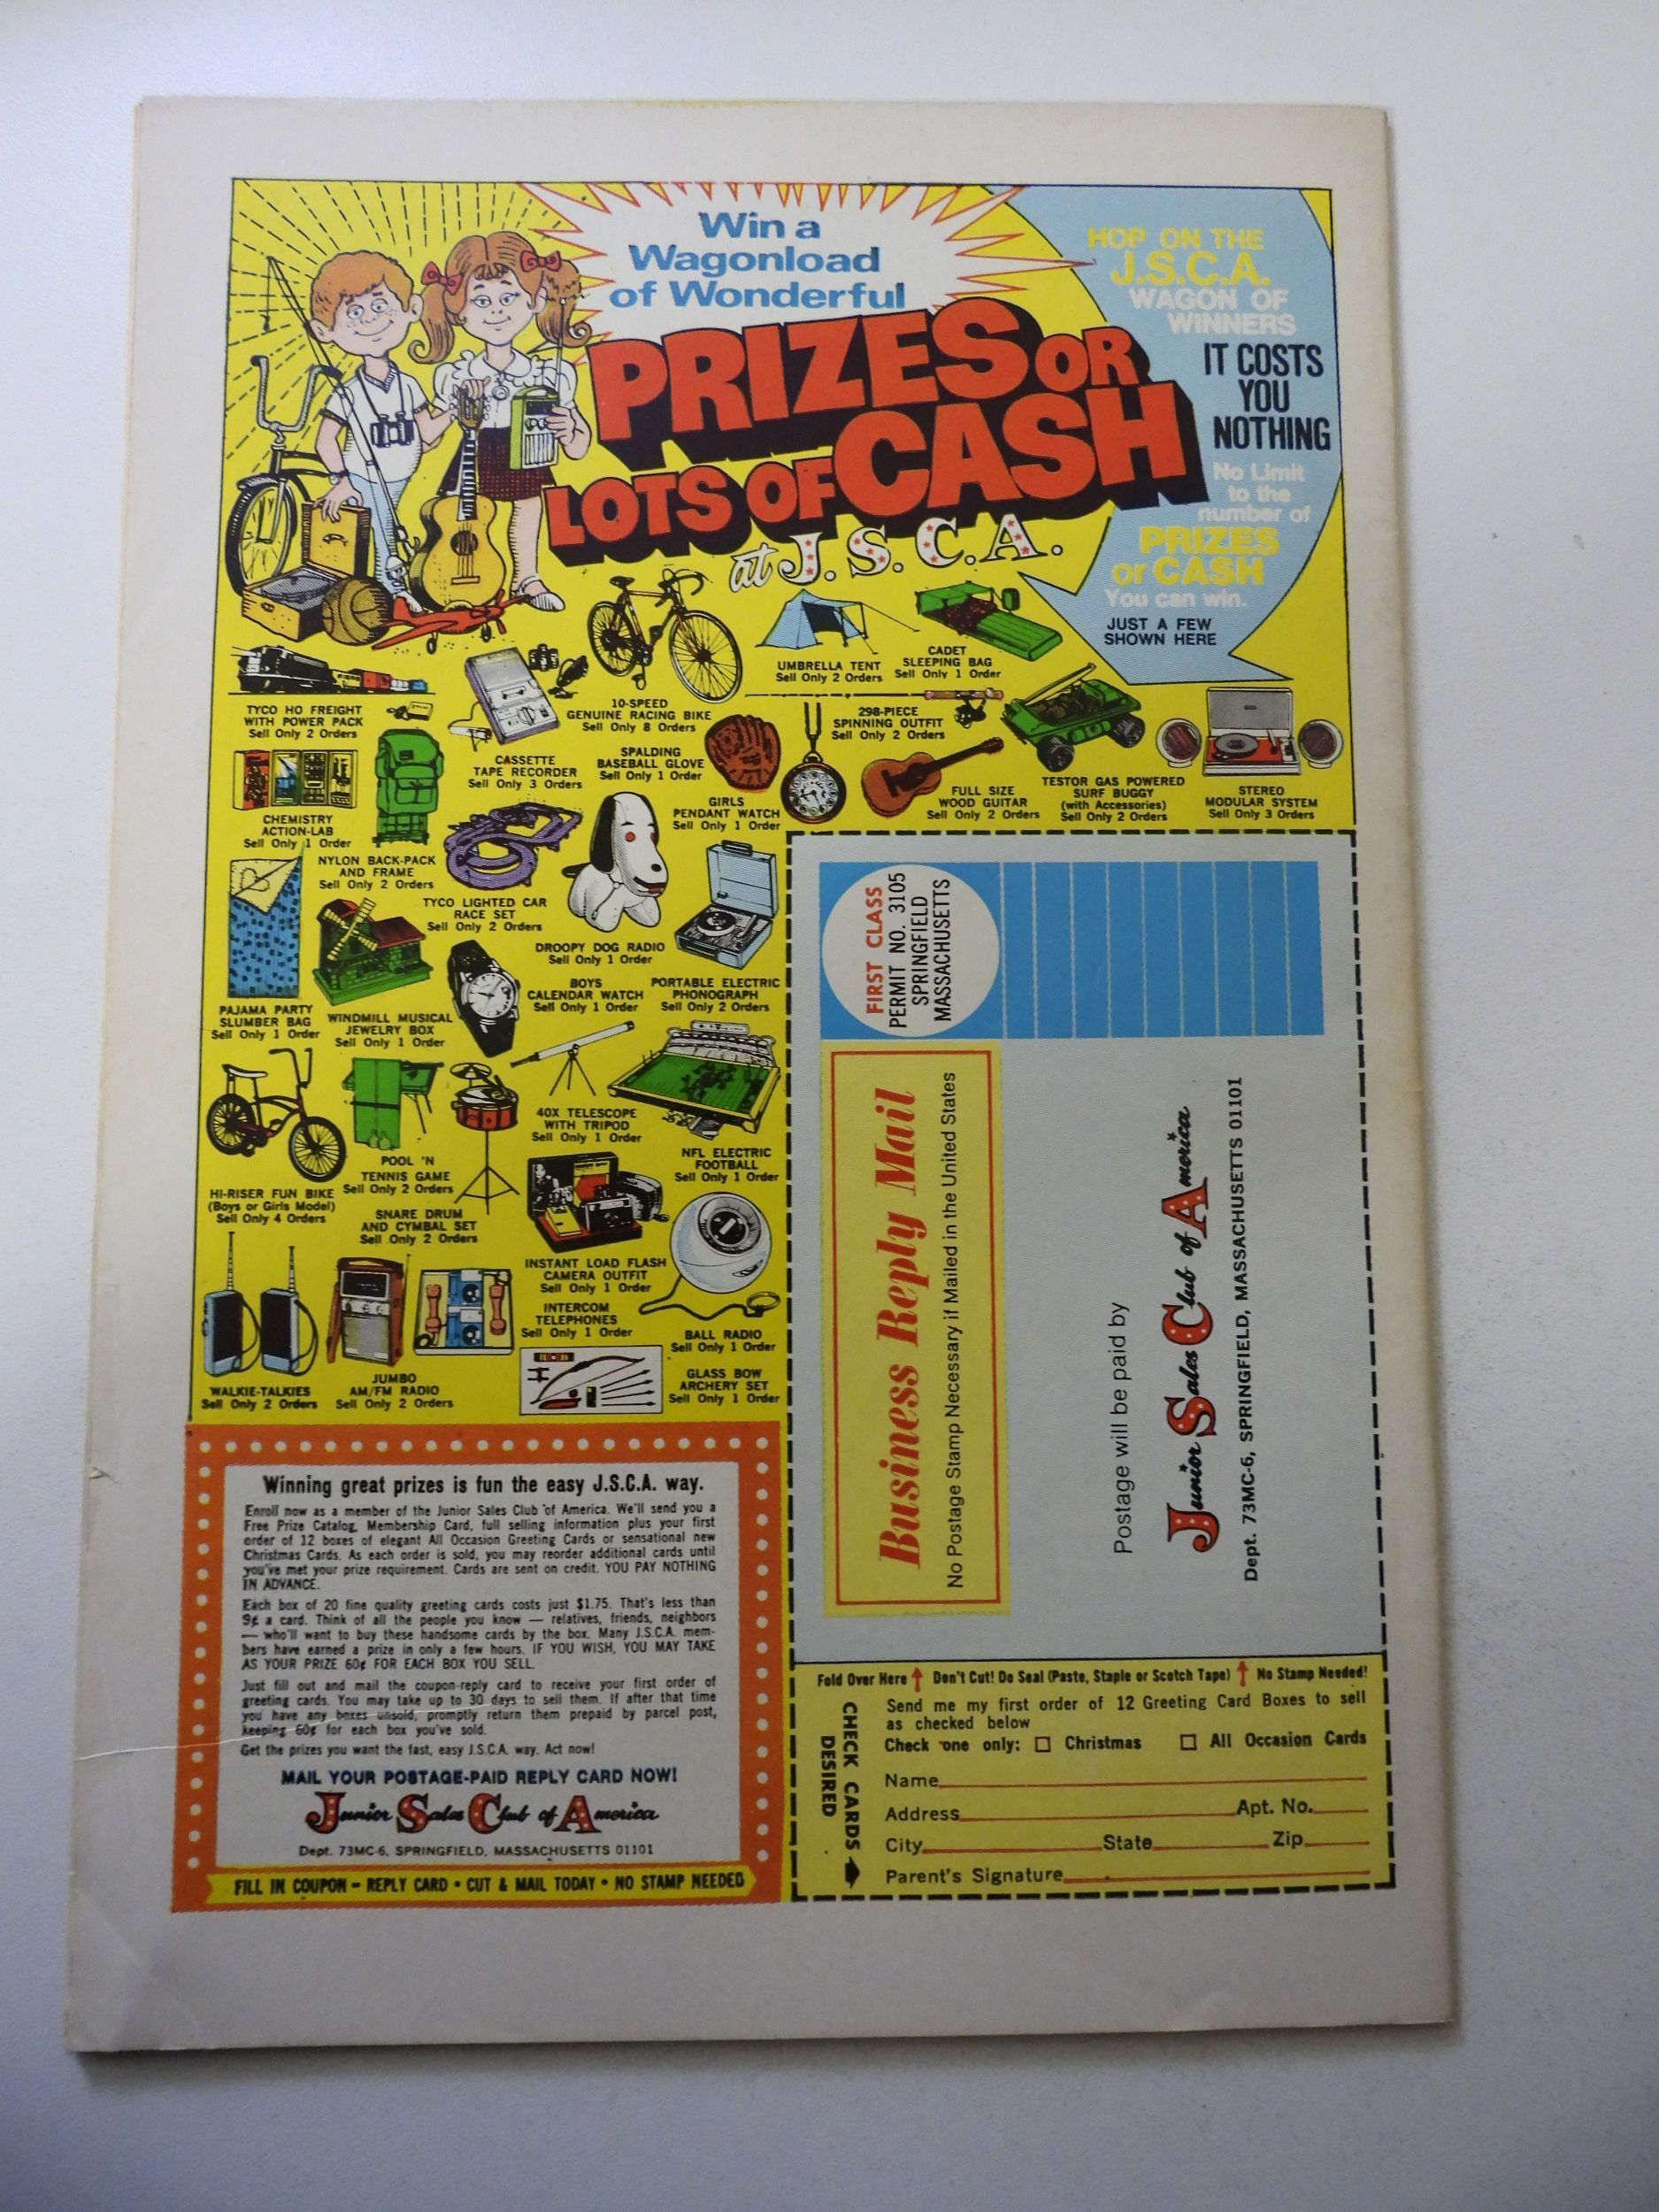 Win a
Wagonload
of Wonderful
PRIZES OR
LOTS OF CASH
at J.S.C.A.
HOP ON THE
J.S.C.A.
WAGON OF
WINNERS
IT COSTS
YOU
NOTHING
No Limit
to the
number of
PRIZES
or CASH
You can win.
JUST A FEW
SHOWN HERE
TYCO HO FREIGHT
WITH POWER PACK
Sell Only 2 Orders
CASSETTE
TAPE RECORDER
Sell Only 3 Orders
10-SPEED
GENUINE RACING BIKE
Sell Only 8 Orders
UMBRELLA TENT
Sell Only 2 Orders
CADET
SLEEPING BAG
Sell Only 1 Order
298-PIECE
SPINNING OUTFIT
Sell Only 2 Orders
SPALDING
BASEBALL GLOVE
Sell Only 1 Order
GIRLS
PENDANT WATCH
Sell Only 1 Order
FULL SIZE
WOOD GUITAR
Sell Only 2 Orders
TESTOR GAS POWERED
SURF BUGGY
(with Accessories)
Sell Only 2 Orders
STEREO
MODULAR SYSTEM
Sell Only 3 Orders
CHEMISTRY
ACTION-LAB
Sell Only 1 Order
NYLON BACK-PACK
AND FRAME
Sell Only 2 Orders
TYCO LIGHTED CAR
RACE SET
Sell Only 2 Orders
DROOPY DOG RADIO
Sell Only 1 Order
PORTABLE ELECTRIC
PHONOGRAPH
Sell Only 2 Orders
PAJAMA PARTY
SLUMBER BAG
Sell Only 1 Order
WINDMILL MUSICAL
JEWELRY BOX
Sell Only 1 Order
BOYS
CALENDAR WATCH
Sell Only 1 Order
40X TELESCOPE
WITH TRIPOD
Sell Only 1 Order
NFL ELECTRIC
FOOTBALL
Sell Only 1 Order
HI-RISER FUN BIKE
(Boys or Girls Model)
Sell Only 4 Orders
POOL 'N
TENNIS GAME
Sell Only 2 Orders
SNARE DRUM
AND CYMBAL SET
Sell Only 2 Orders
INSTANT LOAD FLASH
CAMERA OUTFIT
Sell Only 1 Order
INTERCOM
TELEPHONES
Sell Only 1 Order
BALL RADIO
Sell Only 1 Order
WALKIE-TALKIES
Sell Only 2 Orders
JUMBO
AM/FM RADIO
Sell Only 2 Orders
GLASS BOW
ARCHERY SET
Sell Only 1 Order
Winning great prizes is fun the easy J.S.C.A. way.
Enroll now as a member of the Junior Sales Club of America. We'll send you a
Free Prize Catalog, Membership Card, full selling information plus your first
order of 12 boxes of elegant All Occasion Greeting Cards or sensational new
Christmas Cards. As each order is sold, you may reorder additional cards until
you've met your prize requirement. Cards are sent on credit. YOU PAY NOTHING
IN ADVANCE.
Each box of 20 fine quality greeting cards costs just $1.75. That's less than
9¢ a card. Think of all the people you know — relatives, friends, neighbors
— who'll want to buy these handsome cards by the box. Many J.S.C.A. mem-
bers have earned a prize in only a few hours. IF YOU WISH, YOU MAY TAKE
AS YOUR PRIZE 60¢ FOR EACH BOX YOU SELL.
Just fill out and mail the coupon-reply card to receive your first order of
greeting cards. You may take up to 30 days to sell them. If after that time
you have any boxes unsold, promptly return them prepaid by parcel post,
keeping 60¢ for each box you've sold.
Get the prizes you want the fast, easy J.S.C.A. way. Act now!
MAIL YOUR POSTAGE-PAID REPLY CARD NOW!
Junior Sales Club of America
Dept. 73MC-6, SPRINGFIELD, MASSACHUSETTS 01101
FILL IN COUPON - REPLY CARD • CUT & MAIL TODAY • NO STAMP NEEDED
FIRST CLASS
PERMIT NO. 3105
SPRINGFIELD
MASSACHUSETTS
Business Reply Mail
No Postage Stamp Necessary if Mailed in the United States
Postage will be paid by
Junior Sales Club of America
Dept. 73MC-6, SPRINGFIELD, MASSACHUSETTS 01101
Fold Over Here ↑ Don't Cut! Do Seal (Paste, Staple or Scotch Tape) ↑ No Stamp Needed!
CHECK CARDS
DESIRED
Send me my first order of 12 Greeting Card Boxes to sell
as checked below
Check one only: □ Christmas □ All Occasion Cards
Name
Address Apt. No.
City State Zip
Parent's Signature